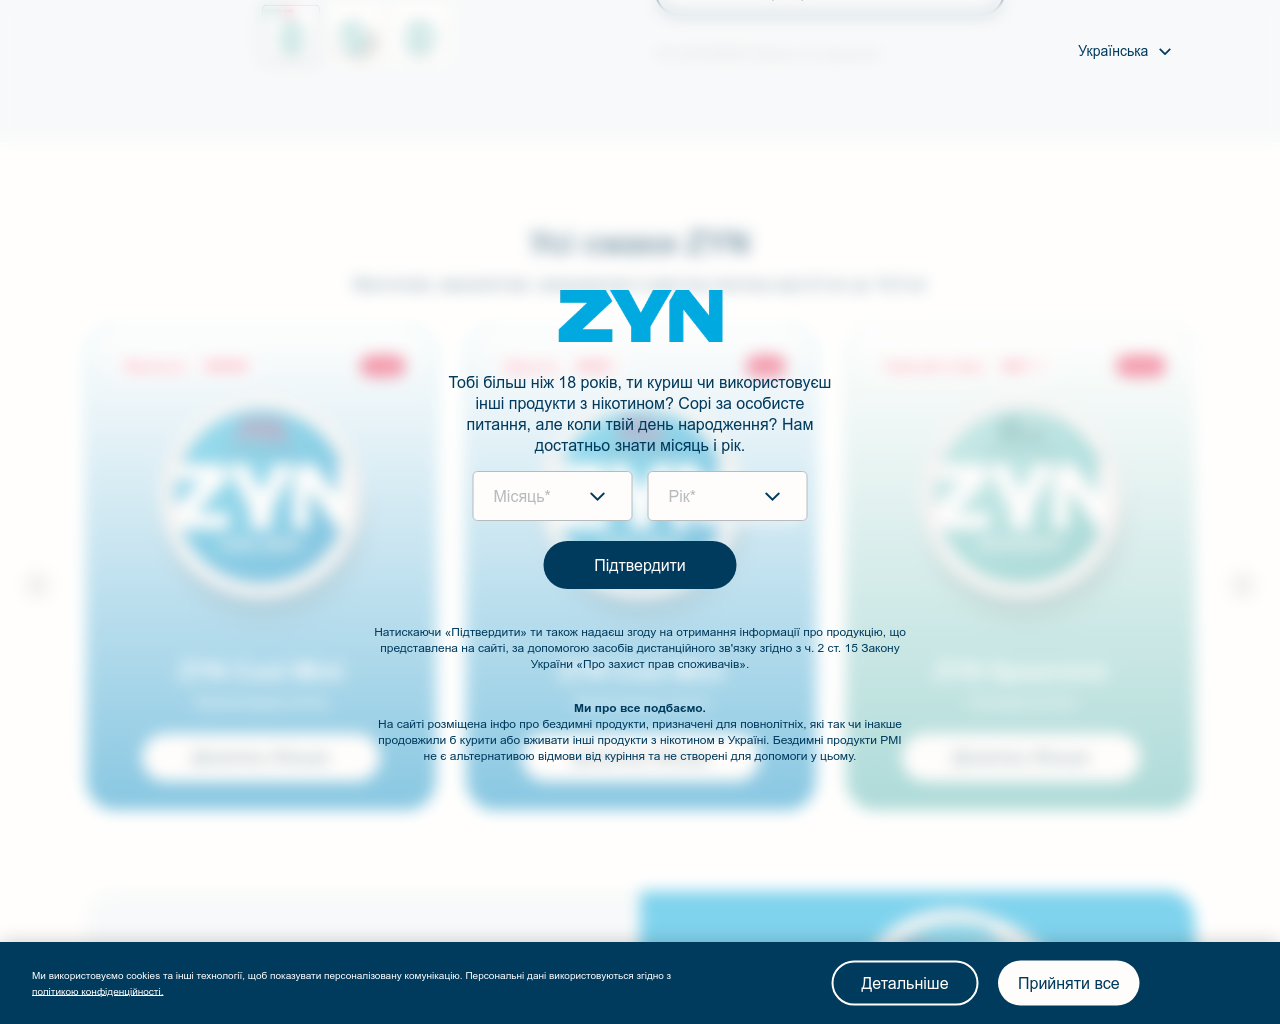 Українська
Усі смаки ZYN
ZYN
Тобі більш ніж 18 років, ти куриш чи використовуєш
інші продукти з нікотином? Сорі за особисте
питання, але коли твій день народження? Нам
достатньо знати місяць і рік.
Місяць*
Рік*
Підтвердити
Натискаючи «Підтвердити» ти також надаєш згоду на отримання інформації про продукцію, що
представлена на сайті, за допомогою засобів дистанційного зв'язку згідно з ч. 2 ст. 15 Закону
України «Про захист прав споживачів».
Ми про все подбаємо.
На сайті розміщена інфо про бездимні продукти, призначені для повнолітніх, які так чи інакше
продовжили б курити або вживати інші продукти з нікотином в Україні. Бездимні продукти РМІ
не є альтернативою відмови від куріння та не створені для допомоги у цьому.
ZYN
ZYN
Ми використовуємо cookies та інші технології, щоб показувати персоналізовану комунікацію. Персональні дані використовуються згідно з
політикою конфіденційності.
Детальніше
Прийняти все